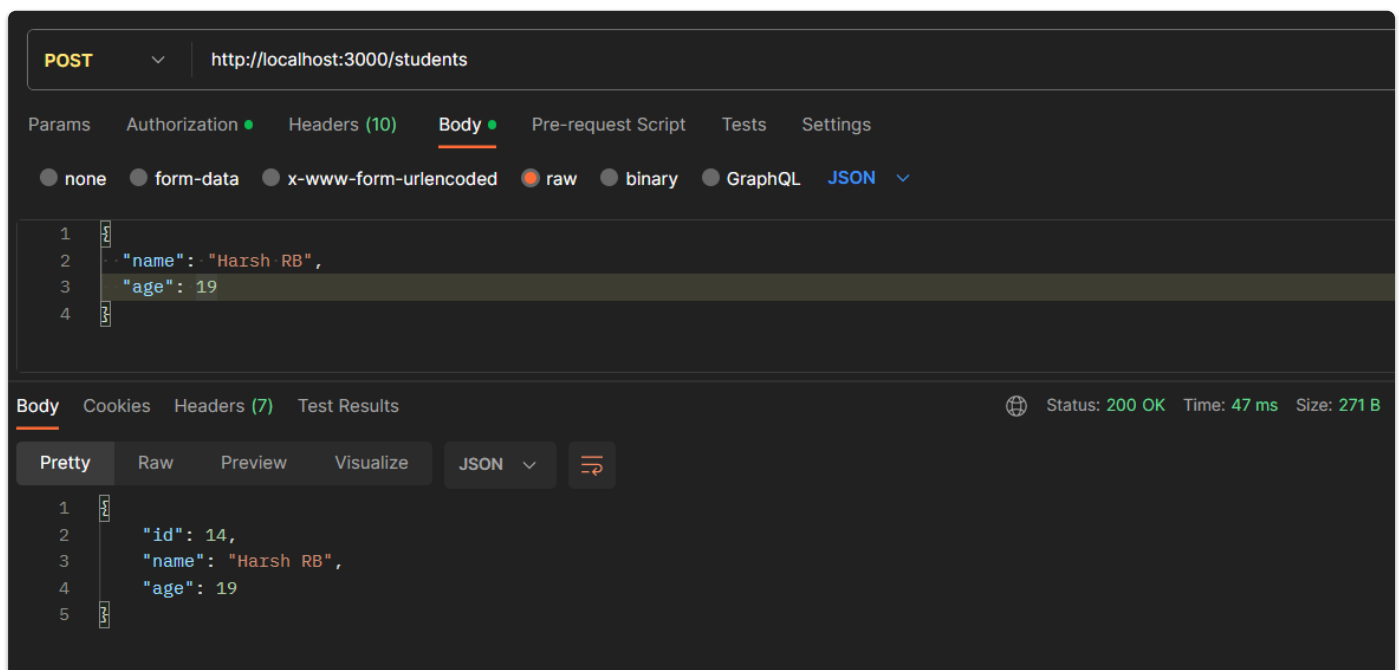 POST http://localhost:3000/students
Params Authorization Headers (10) Body Pre-request Script Tests Settings
none form-data x-www-form-urlencoded raw binary GraphQL JSON
1 {
2 "name": "Harsh RB",
3 "age": 19
4 }
Body Cookies Headers (7) Test Results Status: 200 OK Time: 47 ms Size: 271 B
Pretty Raw Preview Visualize JSON
1 {
2 "id": 14,
3 "name": "Harsh RB",
4 "age": 19
5 }